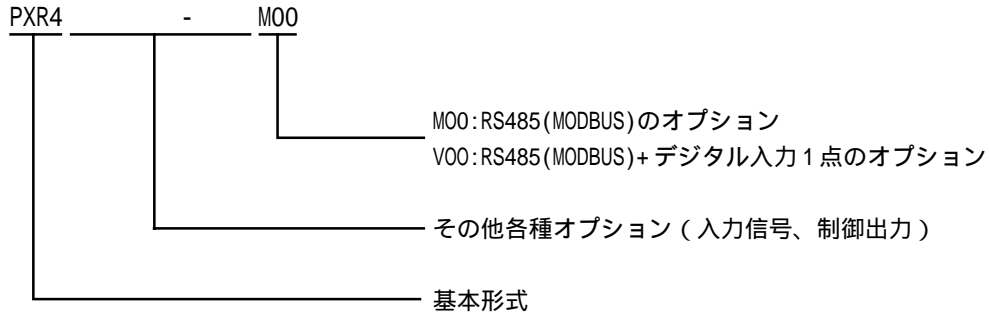 PXR4 - M00
M00:RS485(MODBUS)のオプション
V00:RS485(MODBUS)+デジタル入力1点のオプション
その他各種オプション(入力信号、制御出力)
基本形式